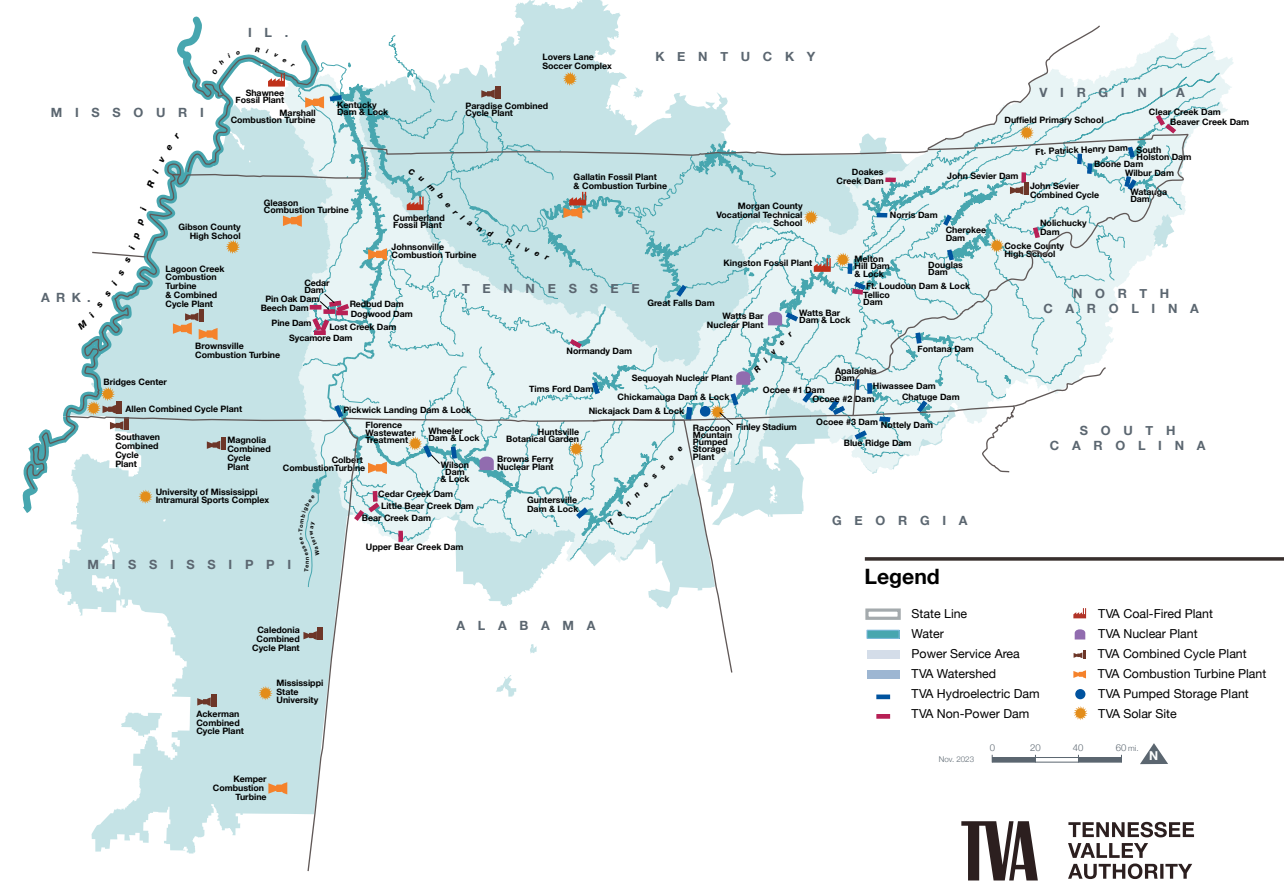 IL.
Ohio River
KENTUCKY
Lovers Lane
Soccer Complex
Shawnee
Fossil Plant
Marshall
Combustion Turbine
Kentucky
Dam & Lock
Paradise Combined
Cycle Plant
MISSOURI
VIRGINIA
Clear Creek Dam
Beaver Creek Dam
Duffield Primary School
Mississippi River
Ft. Patrick Henry Dam
South
Holston Dam
Boone Dam
Wilbur Dam
Watauga
Dam
Doakes
Creek Dam
John Sevier Dam
John Sevier
Combined Cycle
Cumberland River
Gallatin Fossil Plant
& Combustion Turbine
Gleason
Combustion Turbine
Cumberland
Fossil Plant
Morgan County
Vocational Technical
School
Norris Dam
Cherokee
Dam
Nolichucky
Dam
Gibson County
High School
Johnsonville
Combustion Turbine
Cocke County
High School
Kingston Fossil Plant
Melton
Hill Dam
& Lock
Douglas
Dam
Lagoon Creek
Combustion
Turbine
& Combined
Cycle Plant
ARK.
Cedar
Dam
Pin Oak Dam
Redbud Dam
Beech Dam
Dogwood Dam
Pine Dam
Lost Creek Dam
Sycamore Dam
TENNESSEE
Great Falls Dam
Ft. Loudoun Dam & Lock
Tellico
Dam
NORTH
CAROLINA
Watts Bar
Nuclear Plant
Watts Bar
Dam & Lock
Brownsville
Combustion Turbine
Normandy Dam
Fontana Dam
River
Bridges Center
Sequoyah Nuclear Plant
Apalachia
Dam
Tims Ford Dam
Chickamauga Dam & Lock
Ocoee #1 Dam
Hiwassee Dam
Ocoee #2 Dam
Chatuge Dam
Allen Combined Cycle Plant
Pickwick Landing Dam & Lock
Nickajack Dam & Lock
Ocoee #3 Dam
Nottely Dam
Raccoon
Mountain
Pumped
Storage
Plant
Finley Stadium
Blue Ridge Dam
SOUTH
CAROLINA
Southaven
Combined
Cycle
Plant
Magnolia
Combined
Cycle
Plant
Florence
Wastewater
Treatment
Wheeler
Dam & Lock
Huntsville
Botanical Garden
Colbert
CombustionTurbine
Wilson
Dam
& Lock
Browns Ferry
Nuclear Plant
Tennessee
University of Mississippi
Intramural Sports Complex
Cedar Creek Dam
Little Bear Creek Dam
Bear Creek Dam
Guntersville
Dam & Lock
Tennessee-Tombigbee
Waterway
Upper Bear Creek Dam
GEORGIA
MISSISSIPPI
ALABAMA
Caledonia
Combined
Cycle Plant
Mississippi
State
University
Ackerman
Combined
Cycle Plant
Kemper
Combustion
Turbine
Legend
State Line
Water
Power Service Area
TVA Watershed
TVA Hydroelectric Dam
TVA Non-Power Dam
TVA Coal-Fired Plant
TVA Nuclear Plant
TVA Combined Cycle Plant
TVA Combustion Turbine Plant
TVA Pumped Storage Plant
TVA Solar Site
Nov. 2023
0 20 40 60 mi.
N
TVA
TENNESSEE
VALLEY
AUTHORITY